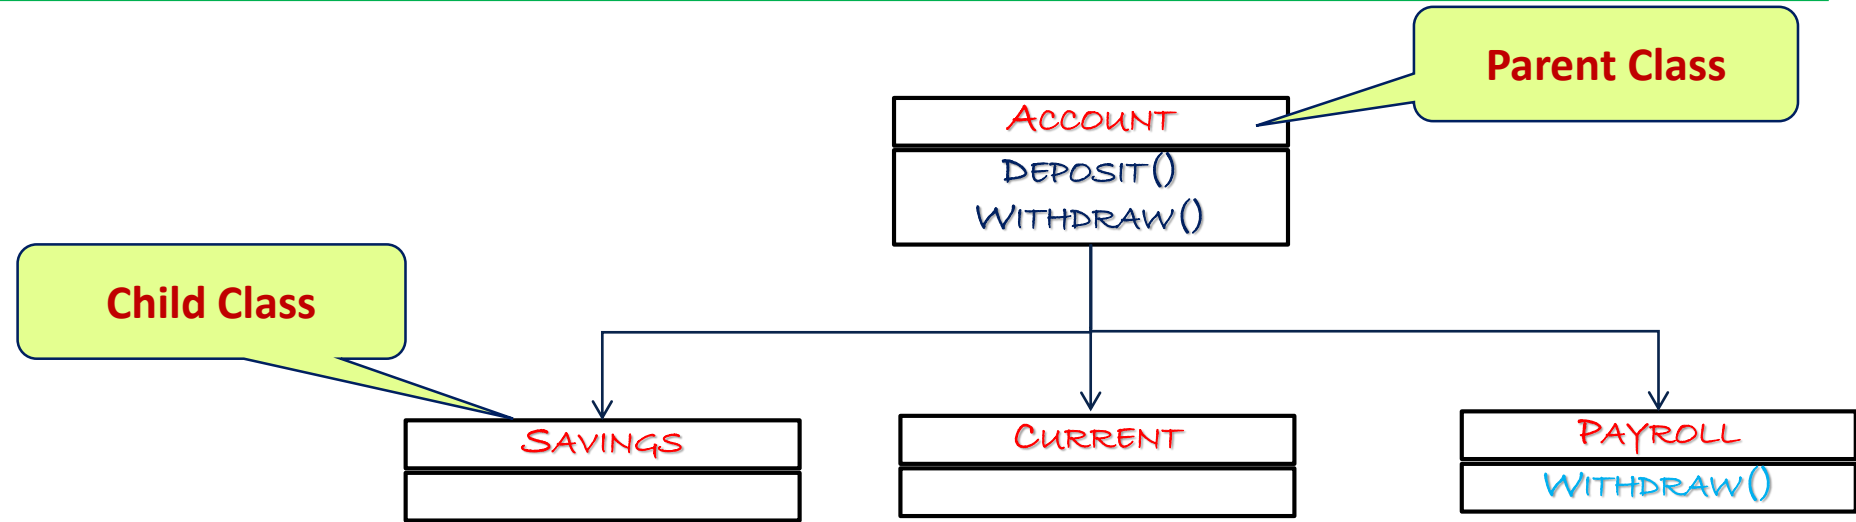 Parent Class
ACCOUNT
DEPOSIT()
WITHDRAW()
Child Class
SAVINGS
CURRENT
PAYROLL
WITHDRAW()